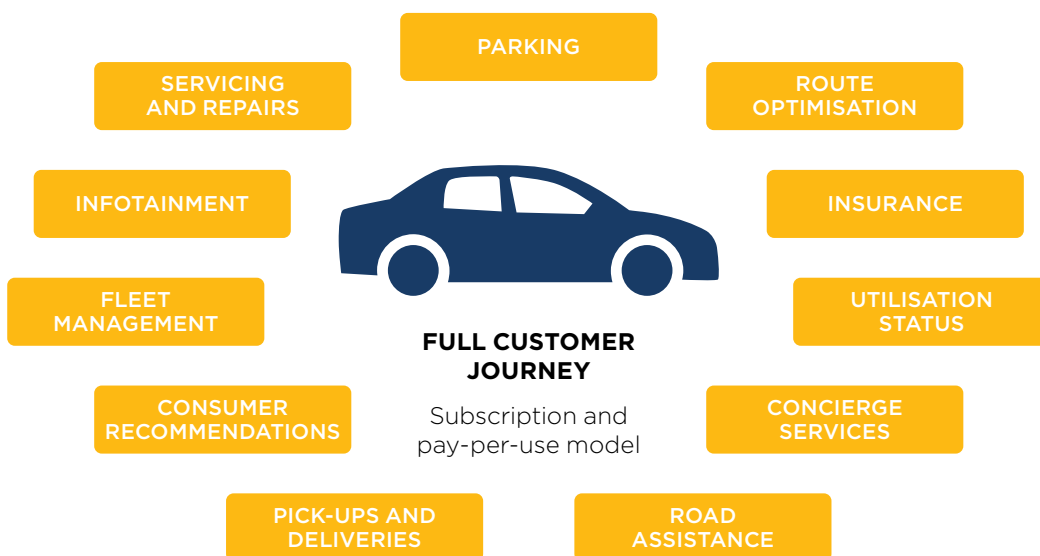 PARKING
SERVICING
AND REPAIRS
ROUTE
OPTIMISATION
INFOTAINMENT
INSURANCE
FLEET
MANAGEMENT
UTILISATION
STATUS
FULL CUSTOMER
JOURNEY
Subscription and
pay-per-use model
CONSUMER
RECOMMENDATIONS
CONCIERGE
SERVICES
PICK-UPS AND
DELIVERIES
ROAD
ASSISTANCE